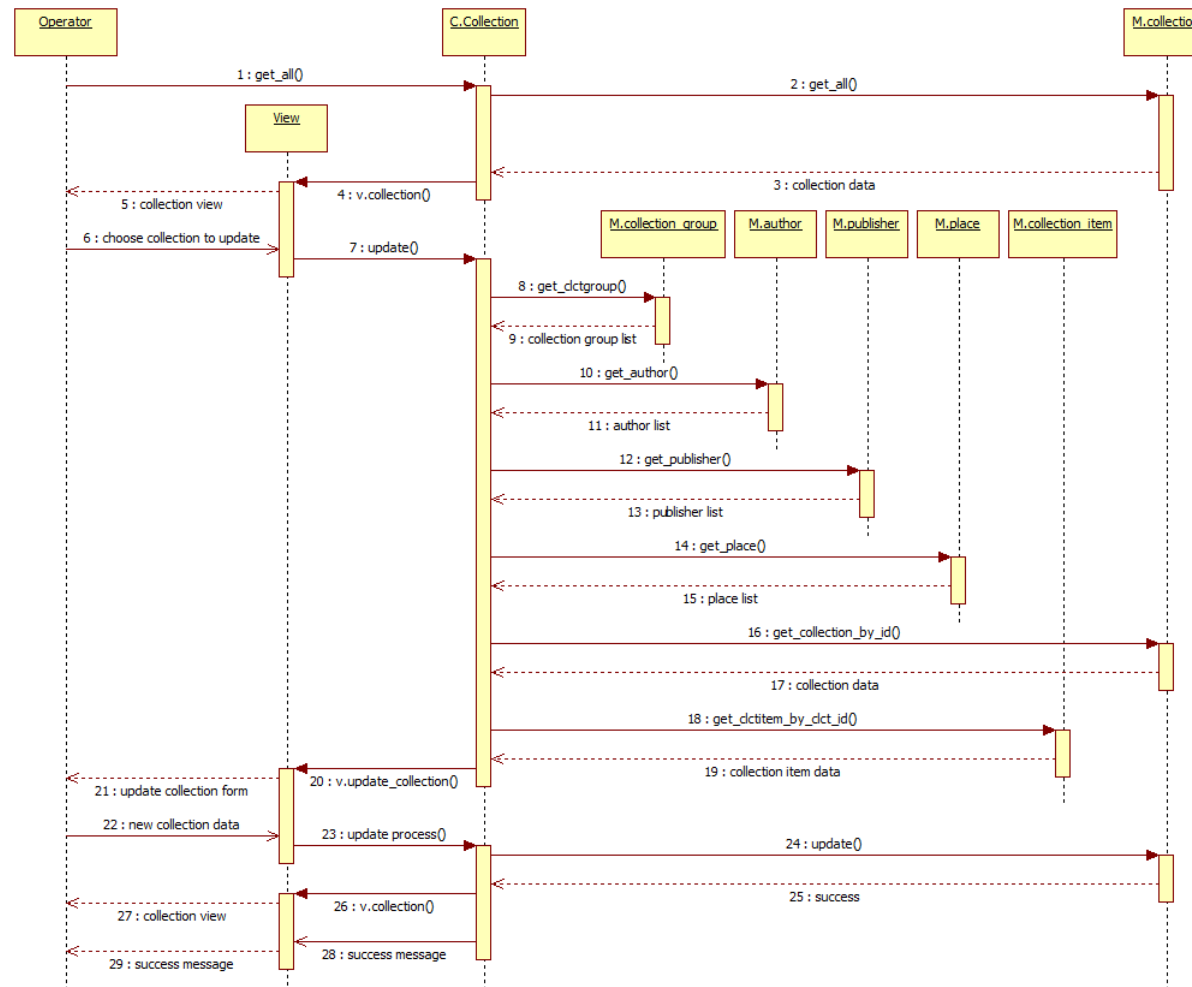 Operator
C.Collection
M.collection
1 : get_all()
2 : get_all()
View
3 : collection data
4 : v.collection()
5 : collection view
M.collection_group
M.author
M.publisher
M.place
M.collection_item
6 : choose collection to update
7 : update()
8 : get_clctgroup()
9 : collection group list
10 : get_author()
11 : author list
12 : get_publisher()
13 : publisher list
14 : get_place()
15 : place list
16 : get_collection_by_id()
17 : collection data
18 : get_clctitem_by_clct_id()
19 : collection item data
20 : v.update_collection()
21 : update collection form
22 : new collection data
23 : update process()
24 : update()
25 : success
26 : v.collection()
27 : collection view
28 : success message
29 : success message